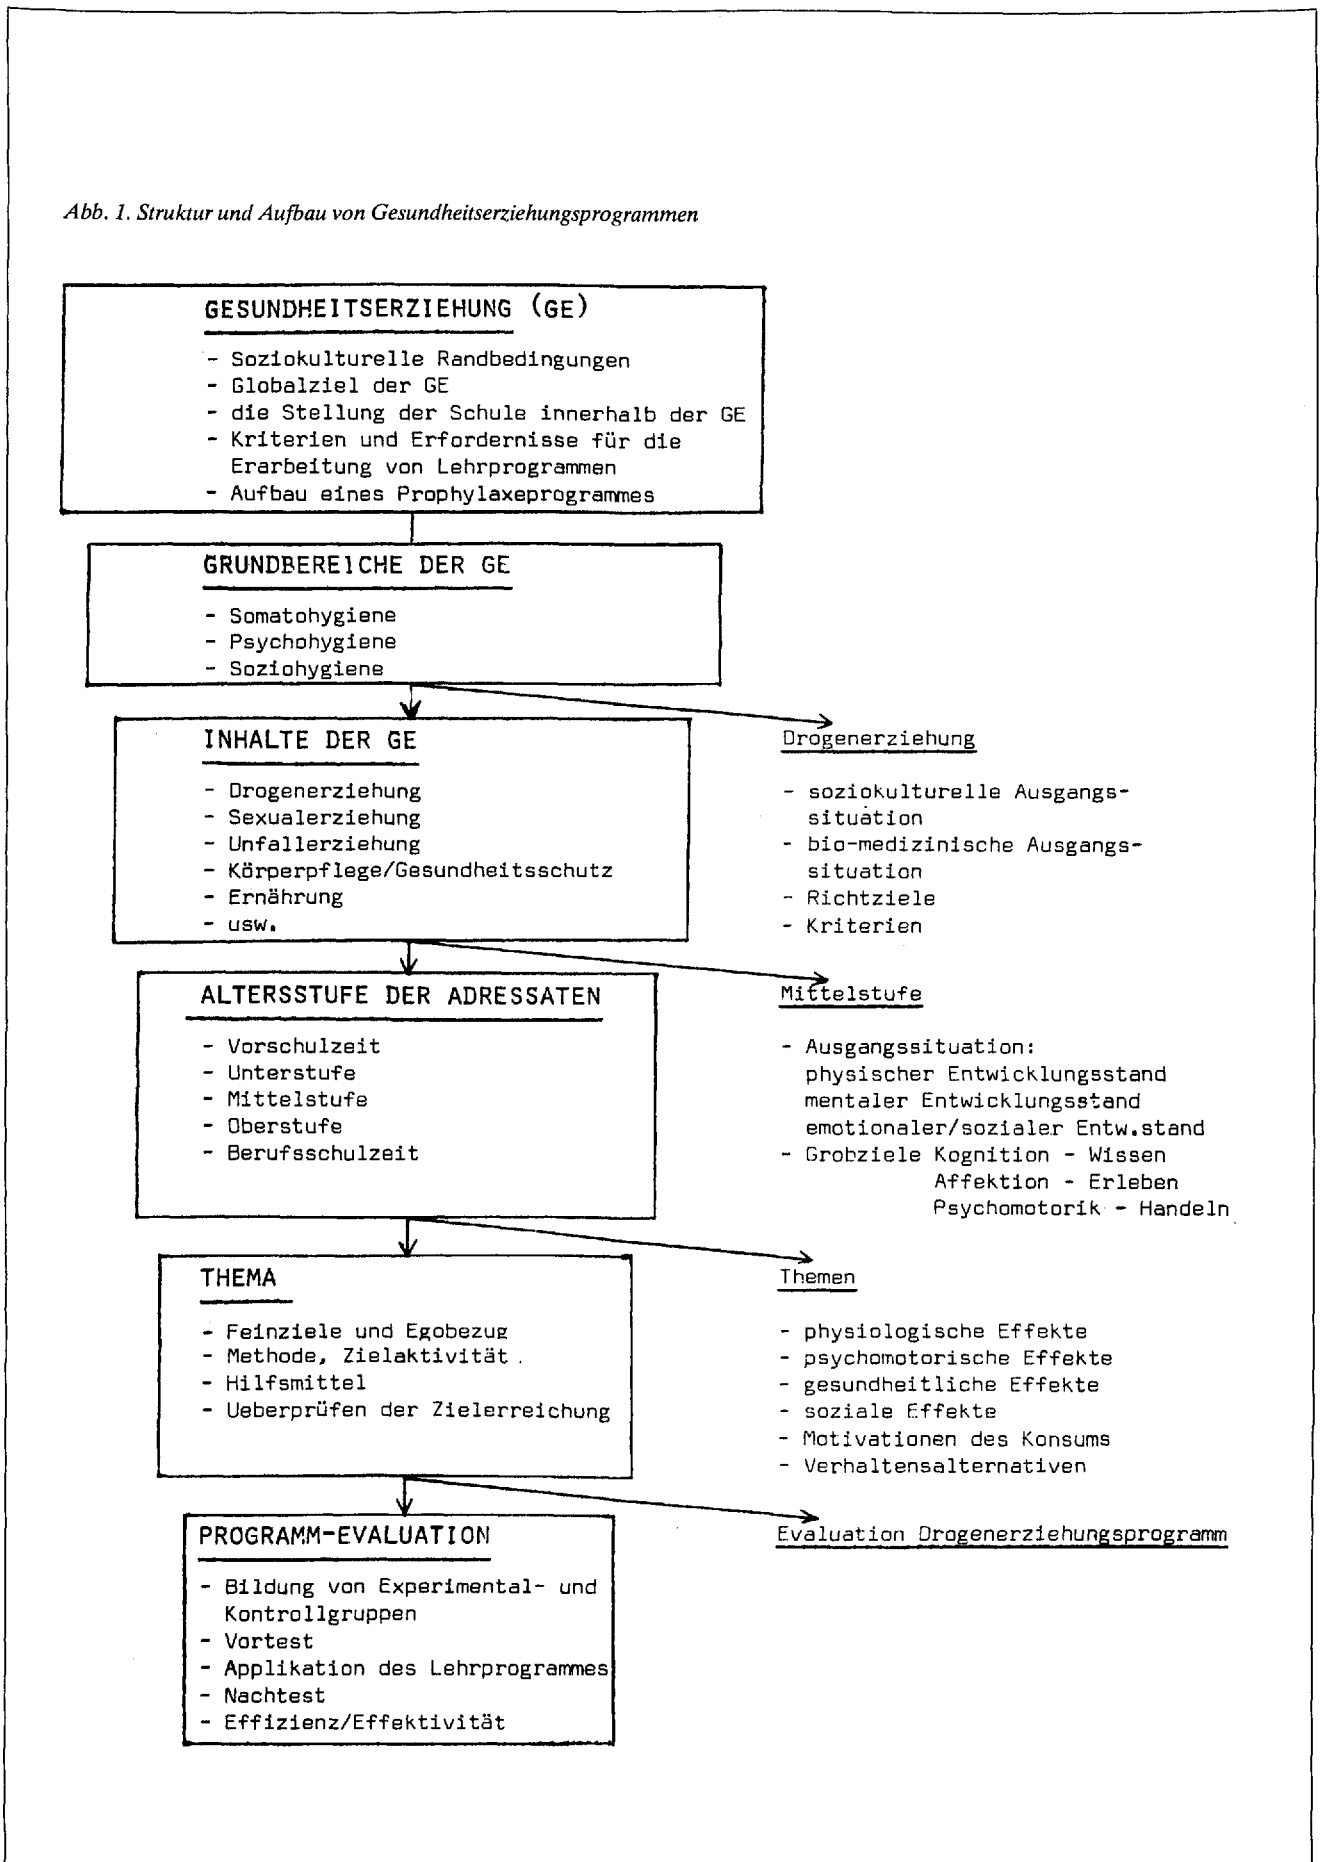 Abb. 1. Struktur und Aufbau von Gesundheitserziehungsprogrammen
GESUNDHEITSERZIEHUNG (GE)
- Soziokulturelle Randbedingungen
- Globalziel der GE
- die Stellung der Schule innerhalb der GE
- Kriterien und Erfordernisse für die
Erarbeitung von Lehrprogrammen
- Aufbau eines Prophylaxeprogrammes
GRUNDBEREICHE DER GE
- Somatohygiene
- Psychohygiene
- Soziohygiene
INHALTE DER GE
- Drogenerziehung
- Sexualerziehung
- Unfallerziehung
- Körperpflege/Gesundheitsschutz
- Ernährung
- usw.
Drogenerziehung
- soziokulturelle Ausgangs-
situation
- bio-medizinische Ausgangs-
situation
- Richtziele
- Kriterien
ALTERSSTUFE DER ADRESSATEN
- Vorschulzeit
- Unterstufe
- Mittelstufe
- Oberstufe
- Berufsschulzeit
Mittelstufe
- Ausgangssituation:
physischer Entwicklungsstand
mentaler Entwicklungsstand
emotionaler/sozialer Entw.stand
- Grobziele Kognition - Wissen
Affektion - Erleben
Psychomotorik - Handeln
THEMA
- Feinziele und Egobezug
- Methode, Zielaktivität
- Hilfsmittel
- Ueberprüfen der Zielerreichung
Themen
- physiologische Effekte
- psychomotorische Effekte
- gesundheitliche Effekte
- soziale Effekte
- Motivationen des Konsums
- Verhaltensalternativen
PROGRAMM-EVALUATION
- Bildung von Experimental- und
Kontrollgruppen
- Vortest
- Applikation des Lehrprogrammes
- Nachtest
- Effizienz/Effektivität
Evaluation Drogenerziehungsprogramm